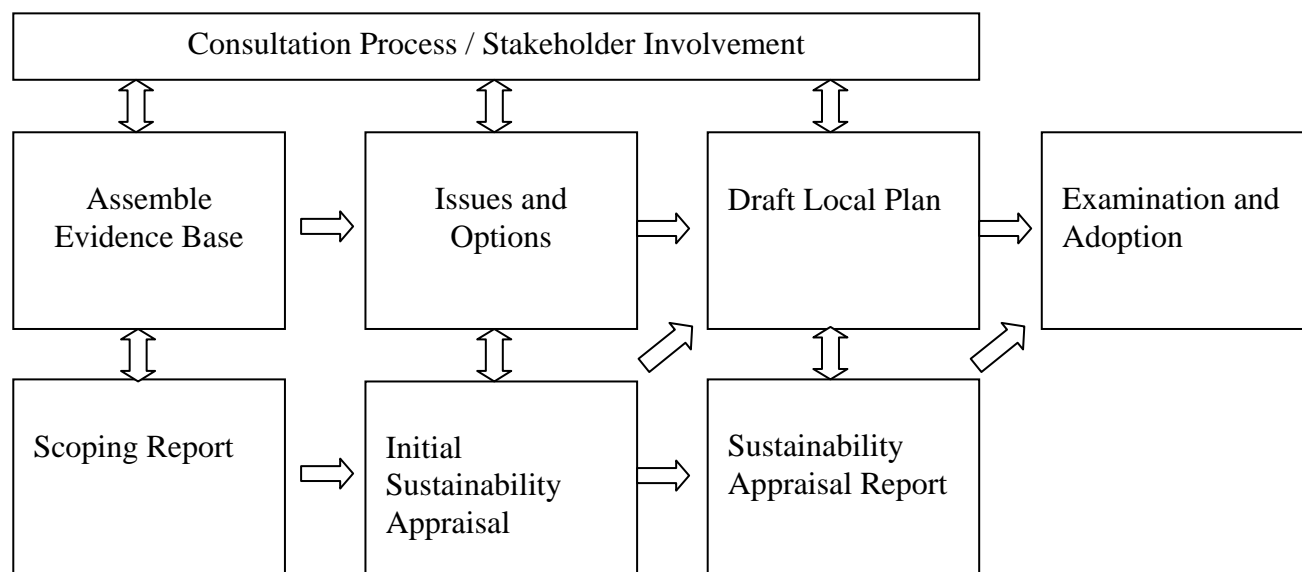 Consultation Process / Stakeholder Involvement
Assemble
Evidence Base
Issues and
Options
Draft Local Plan
Examination and
Adoption
Scoping Report
Initial
Sustainability
Appraisal
Sustainability
Appraisal Report